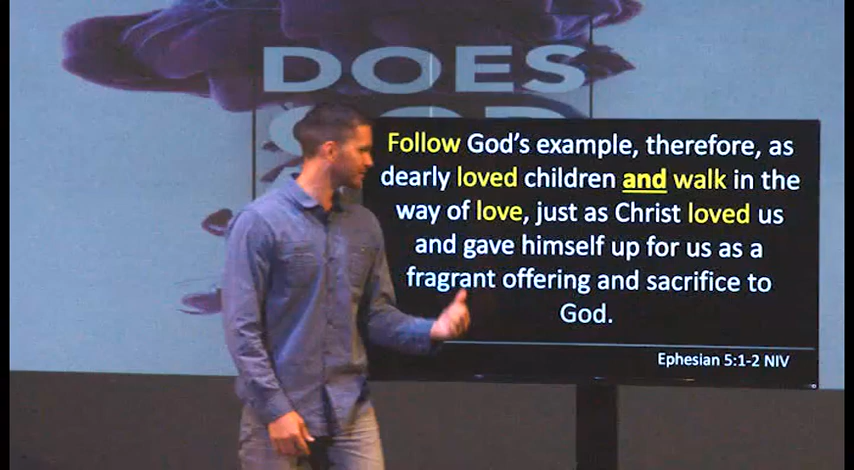 DOES
GOD
Follow God's example, therefore, as
dearly loved children and walk in the
way of love, just as Christ loved us
and gave himself up for us as a
fragrant offering and sacrifice to
God.
Ephesian 5:1-2 NIV